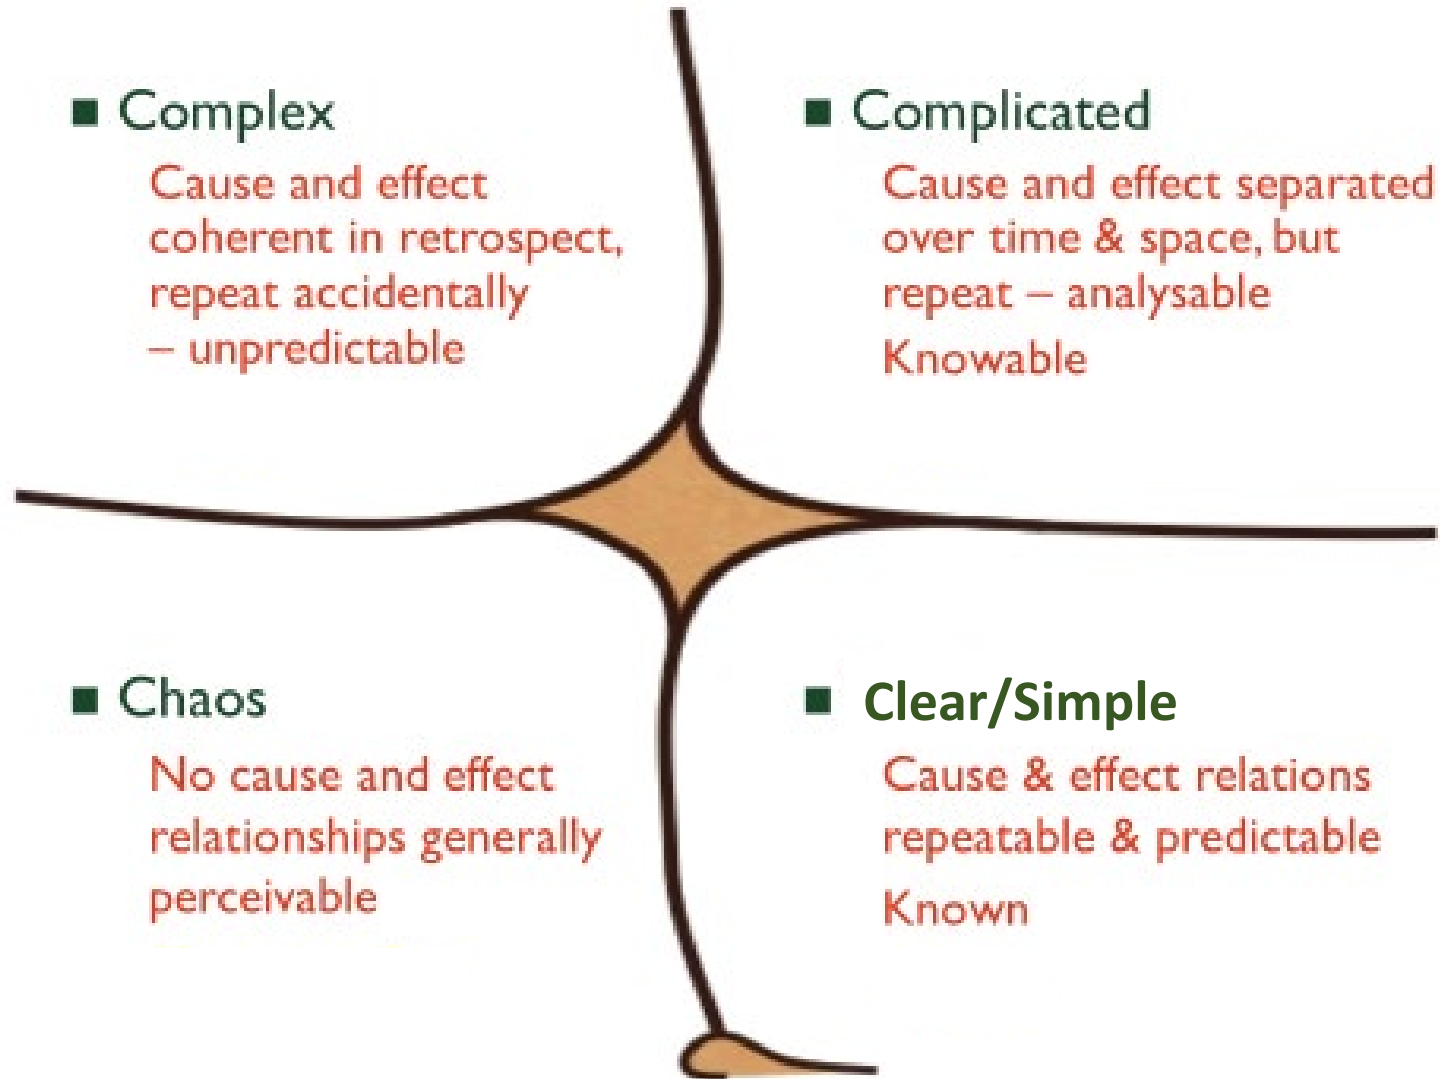 Complex
Cause and effect
coherent in retrospect,
repeat accidentally
– unpredictable
Complicated
Cause and effect separated
over time & space, but
repeat – analysable
Knowable
Chaos
No cause and effect
relationships generally
perceivable
Clear/Simple
Cause & effect relations
repeatable & predictable
Known